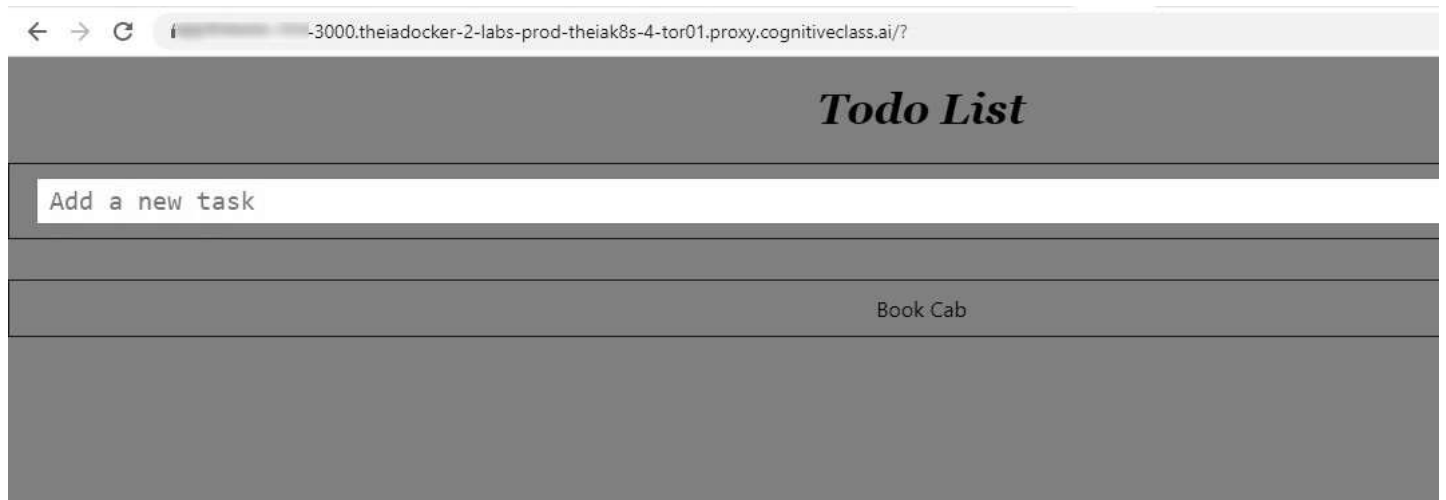 -3000.theiadocker-2-labs-prod-theiak8s-4-tor01.proxy.cognitiveclass.ai/?
Todo List
Add a new task
Book Cab